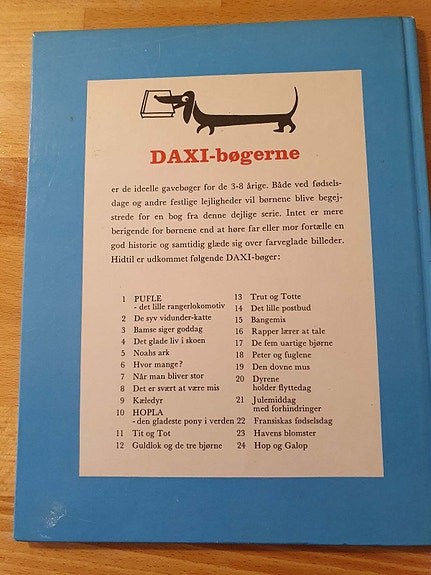 DAXI-bøgerne
er de ideelle gavebøger for de 3-8 årige. Både ved fødsels-
dage og andre festlige lejligheder vil børnene blive begej-
strede for en bog fra denne dejlige serie. Intet er mere
berigende for børnene end at høre far eller mor fortælle en
god historie og samtidig glæde sig over farveglade billeder.
Hidtil er udkommet følgende DAXI-bøger:
1 PUFLE
- det lille rangerlokomotiv
2 De syv vidunder-katte
3 Bamse siger goddag
4 Det glade liv i skoen
5 Noahs ark
6 Hvor mange?
7 Når man bliver stor
8 Det er svært at være mis
9 Kæledyr
10 HOPLA
- den gladeste pony i verden
11 Tit og Tot
12 Guldlok og de tre bjørne
13 Trut og Totte
14 Det lille postbud
15 Bangemis
16 Rapper lærer at tale
17 De fem uartige bjørne
18 Peter og fuglene
19 Den dovne mus
20 Dyrene
holder flyttedag
21 Julemiddag
med forhindringer
22 Fransiskas fødselsdag
23 Havens blomster
24 Hop og Galop